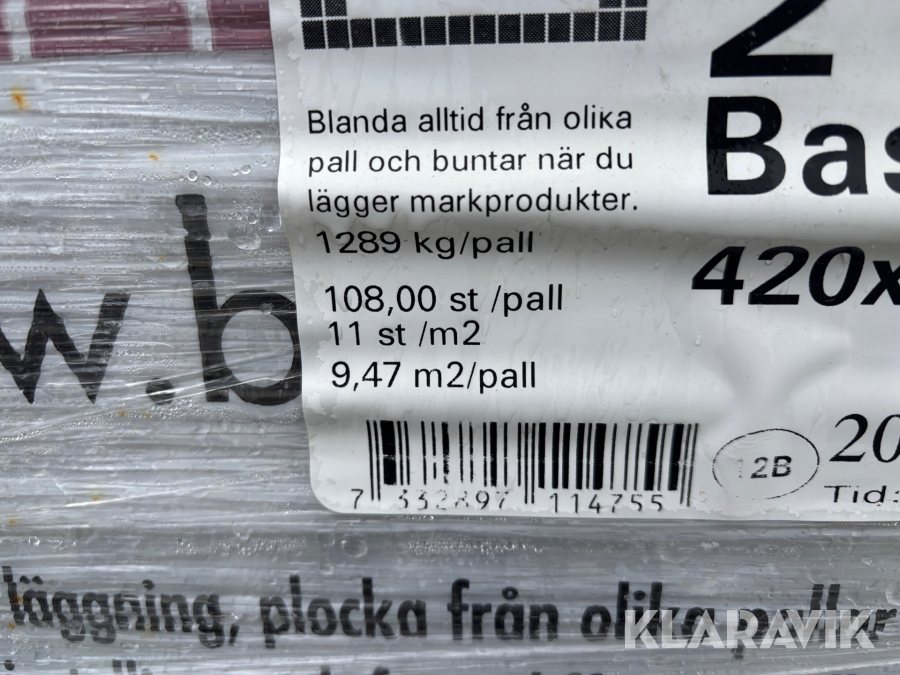 2
Blanda alltid från olika
pall och buntar när du
lägger markprodukter.
Bas
1289 kg/pall
420x
108,00 st /pall
11 st /m2
9,47 m2/pall
w.b
7 332897 114755
12B
20
Tid:
läggning, plocka från olika pallar
KLARAVIK